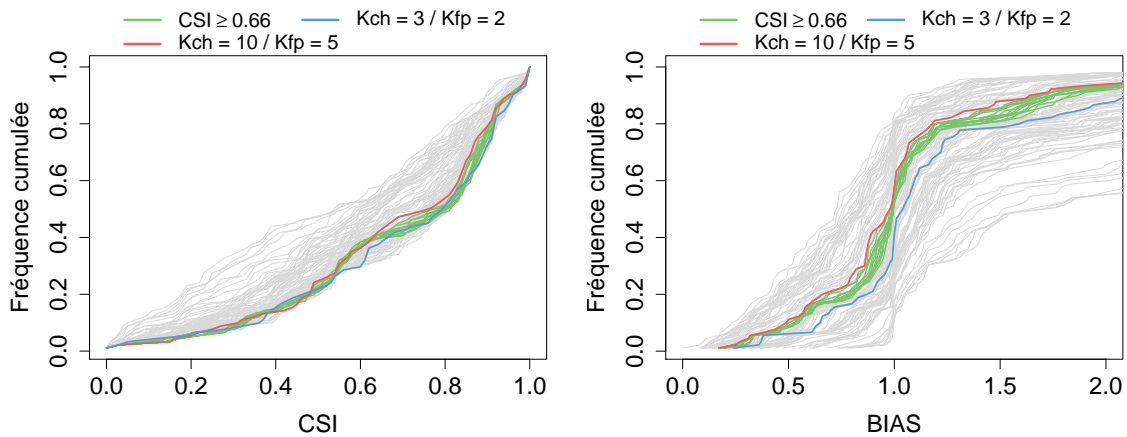 CSI ≥ 0.66 Kch = 3 / Kfp = 2
Kch = 10 / Kfp = 5
Fréquence cumulée
1.0
0.8
0.6
0.4
0.2
0.0
0.0 0.2 0.4 0.6 0.8 1.0
CSI
CSI ≥ 0.66 Kch = 3 / Kfp = 2
Kch = 10 / Kfp = 5
Fréquence cumulée
1.0
0.8
0.6
0.4
0.2
0.0
0.0 0.5 1.0 1.5 2.0
BIAS